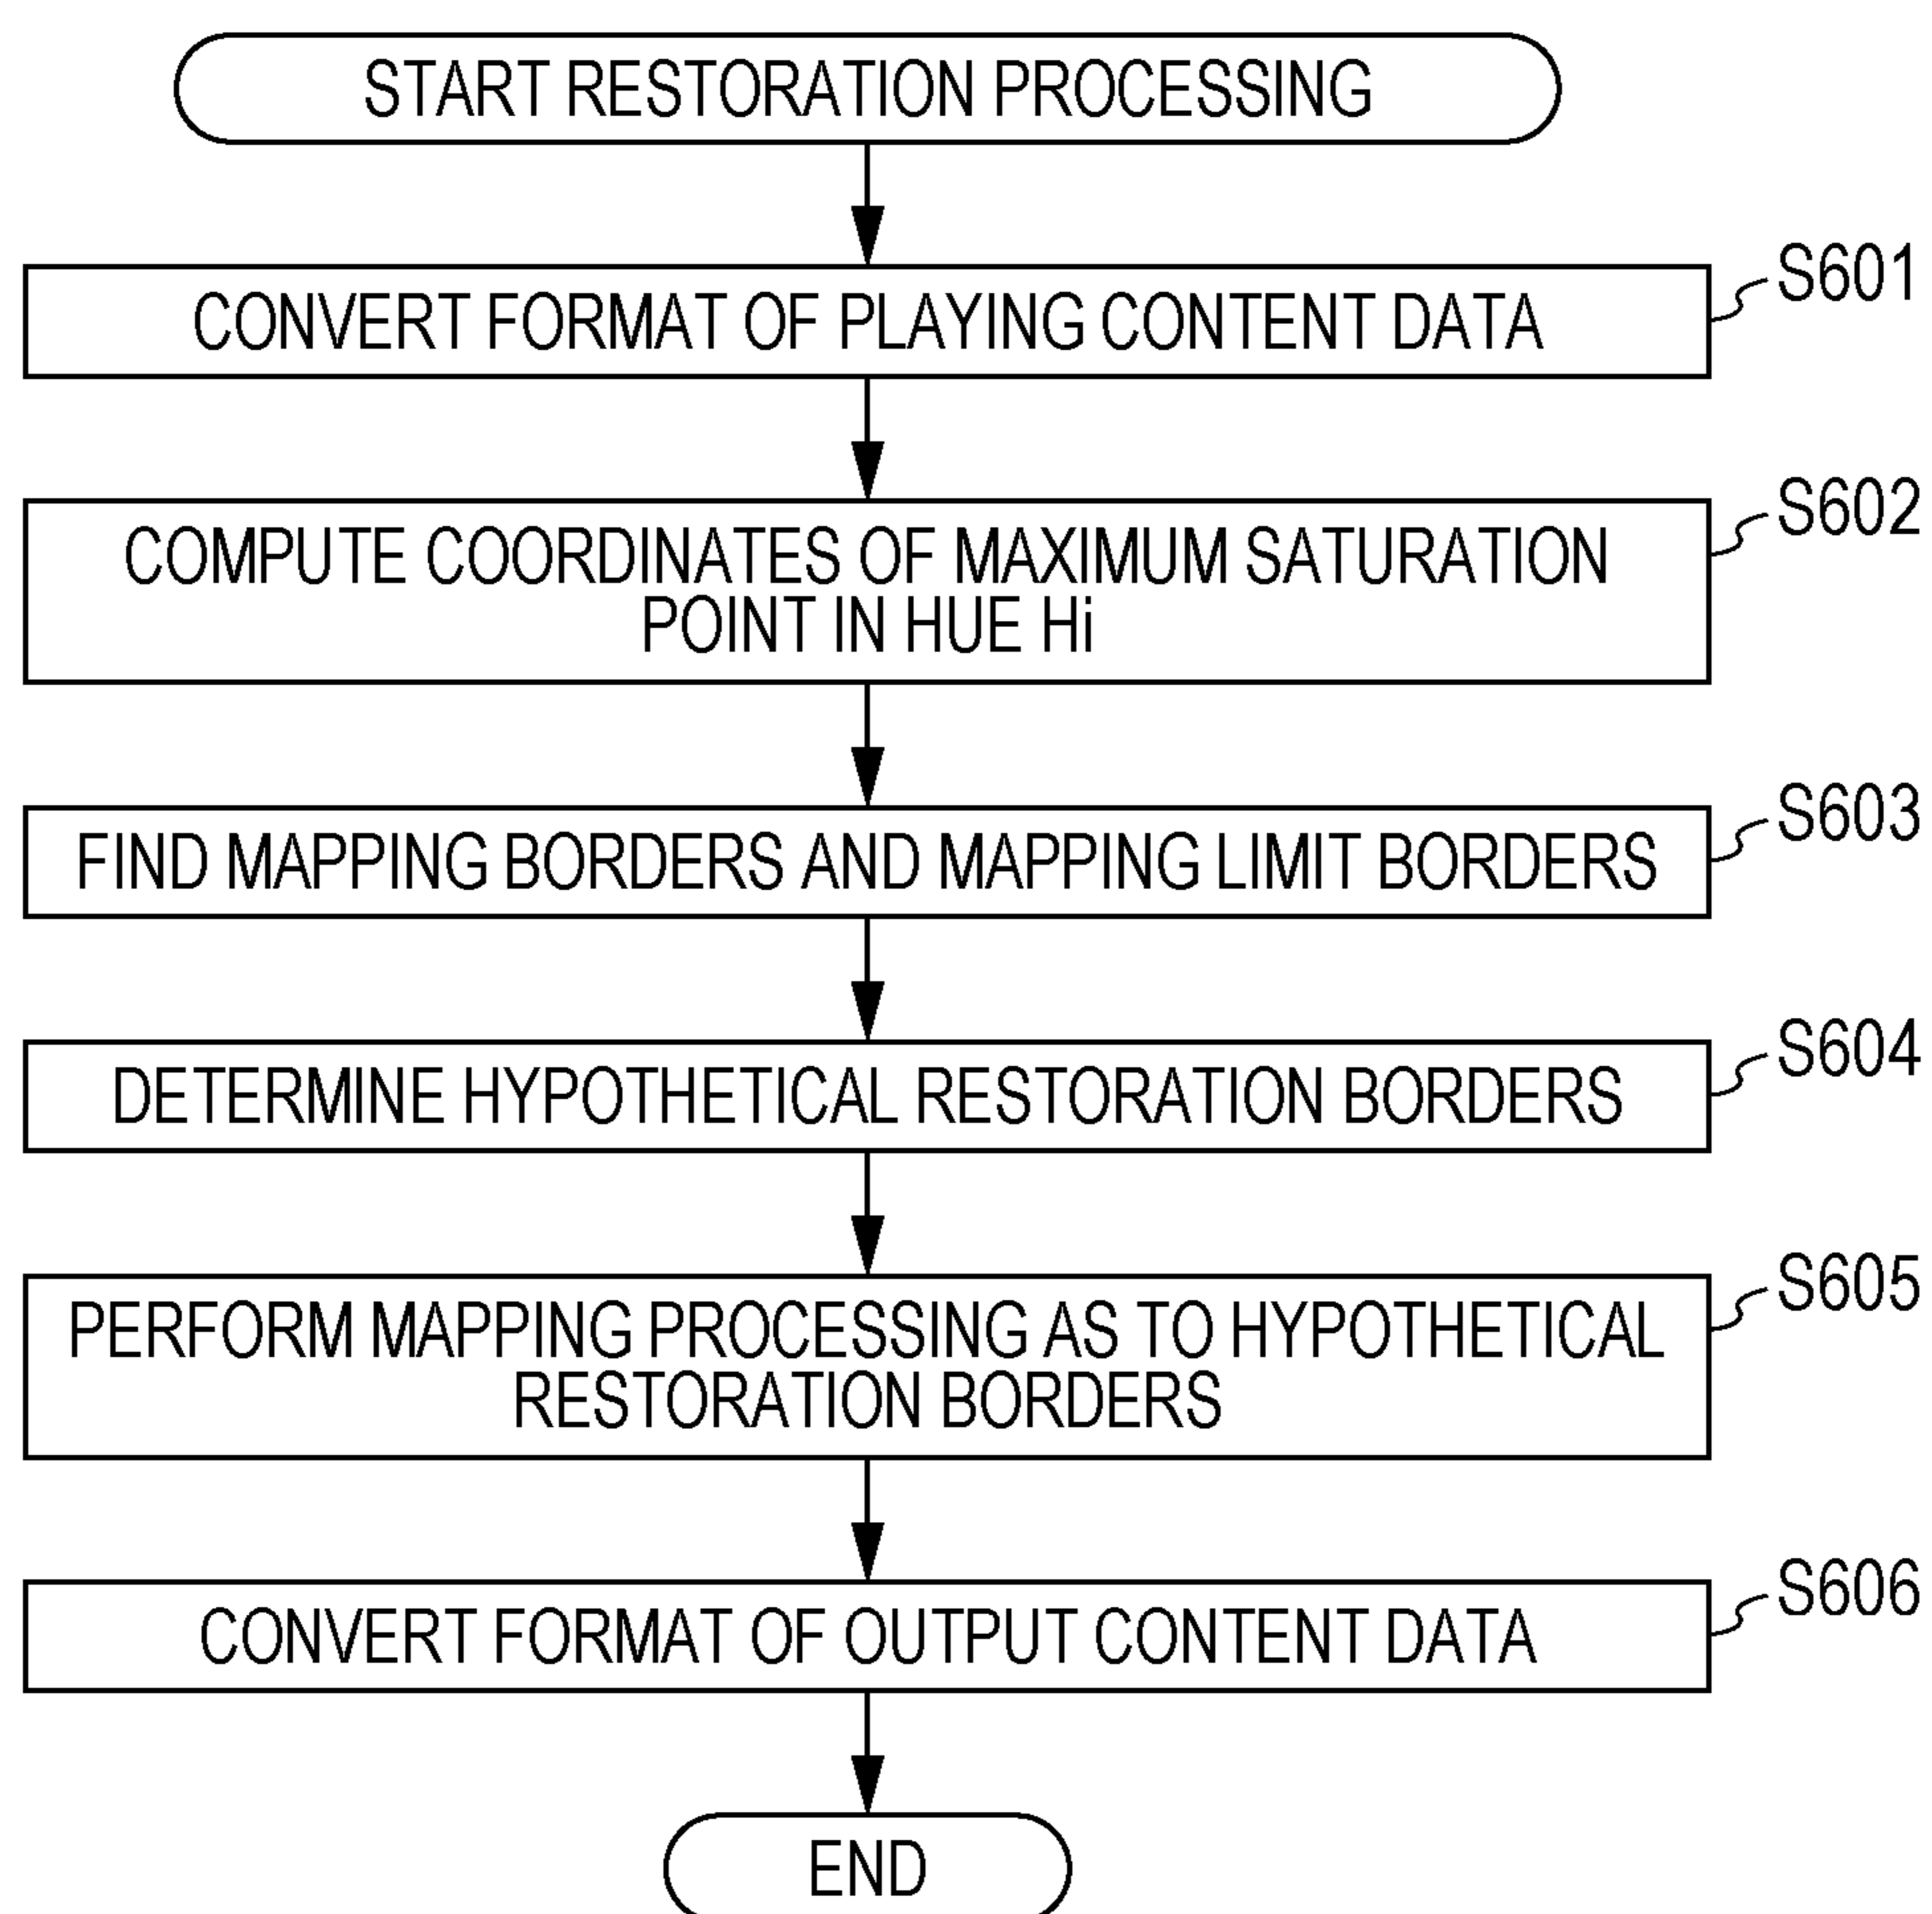 START RESTORATION PROCESSING
CONVERT FORMAT OF PLAYING CONTENT DATA
S601
COMPUTE COORDINATES OF MAXIMUM SATURATION
POINT IN HUE Hi
S602
FIND MAPPING BORDERS AND MAPPING LIMIT BORDERS
S603
DETERMINE HYPOTHETICAL RESTORATION BORDERS
S604
PERFORM MAPPING PROCESSING AS TO HYPOTHETICAL
RESTORATION BORDERS
S605
CONVERT FORMAT OF OUTPUT CONTENT DATA
S606
END